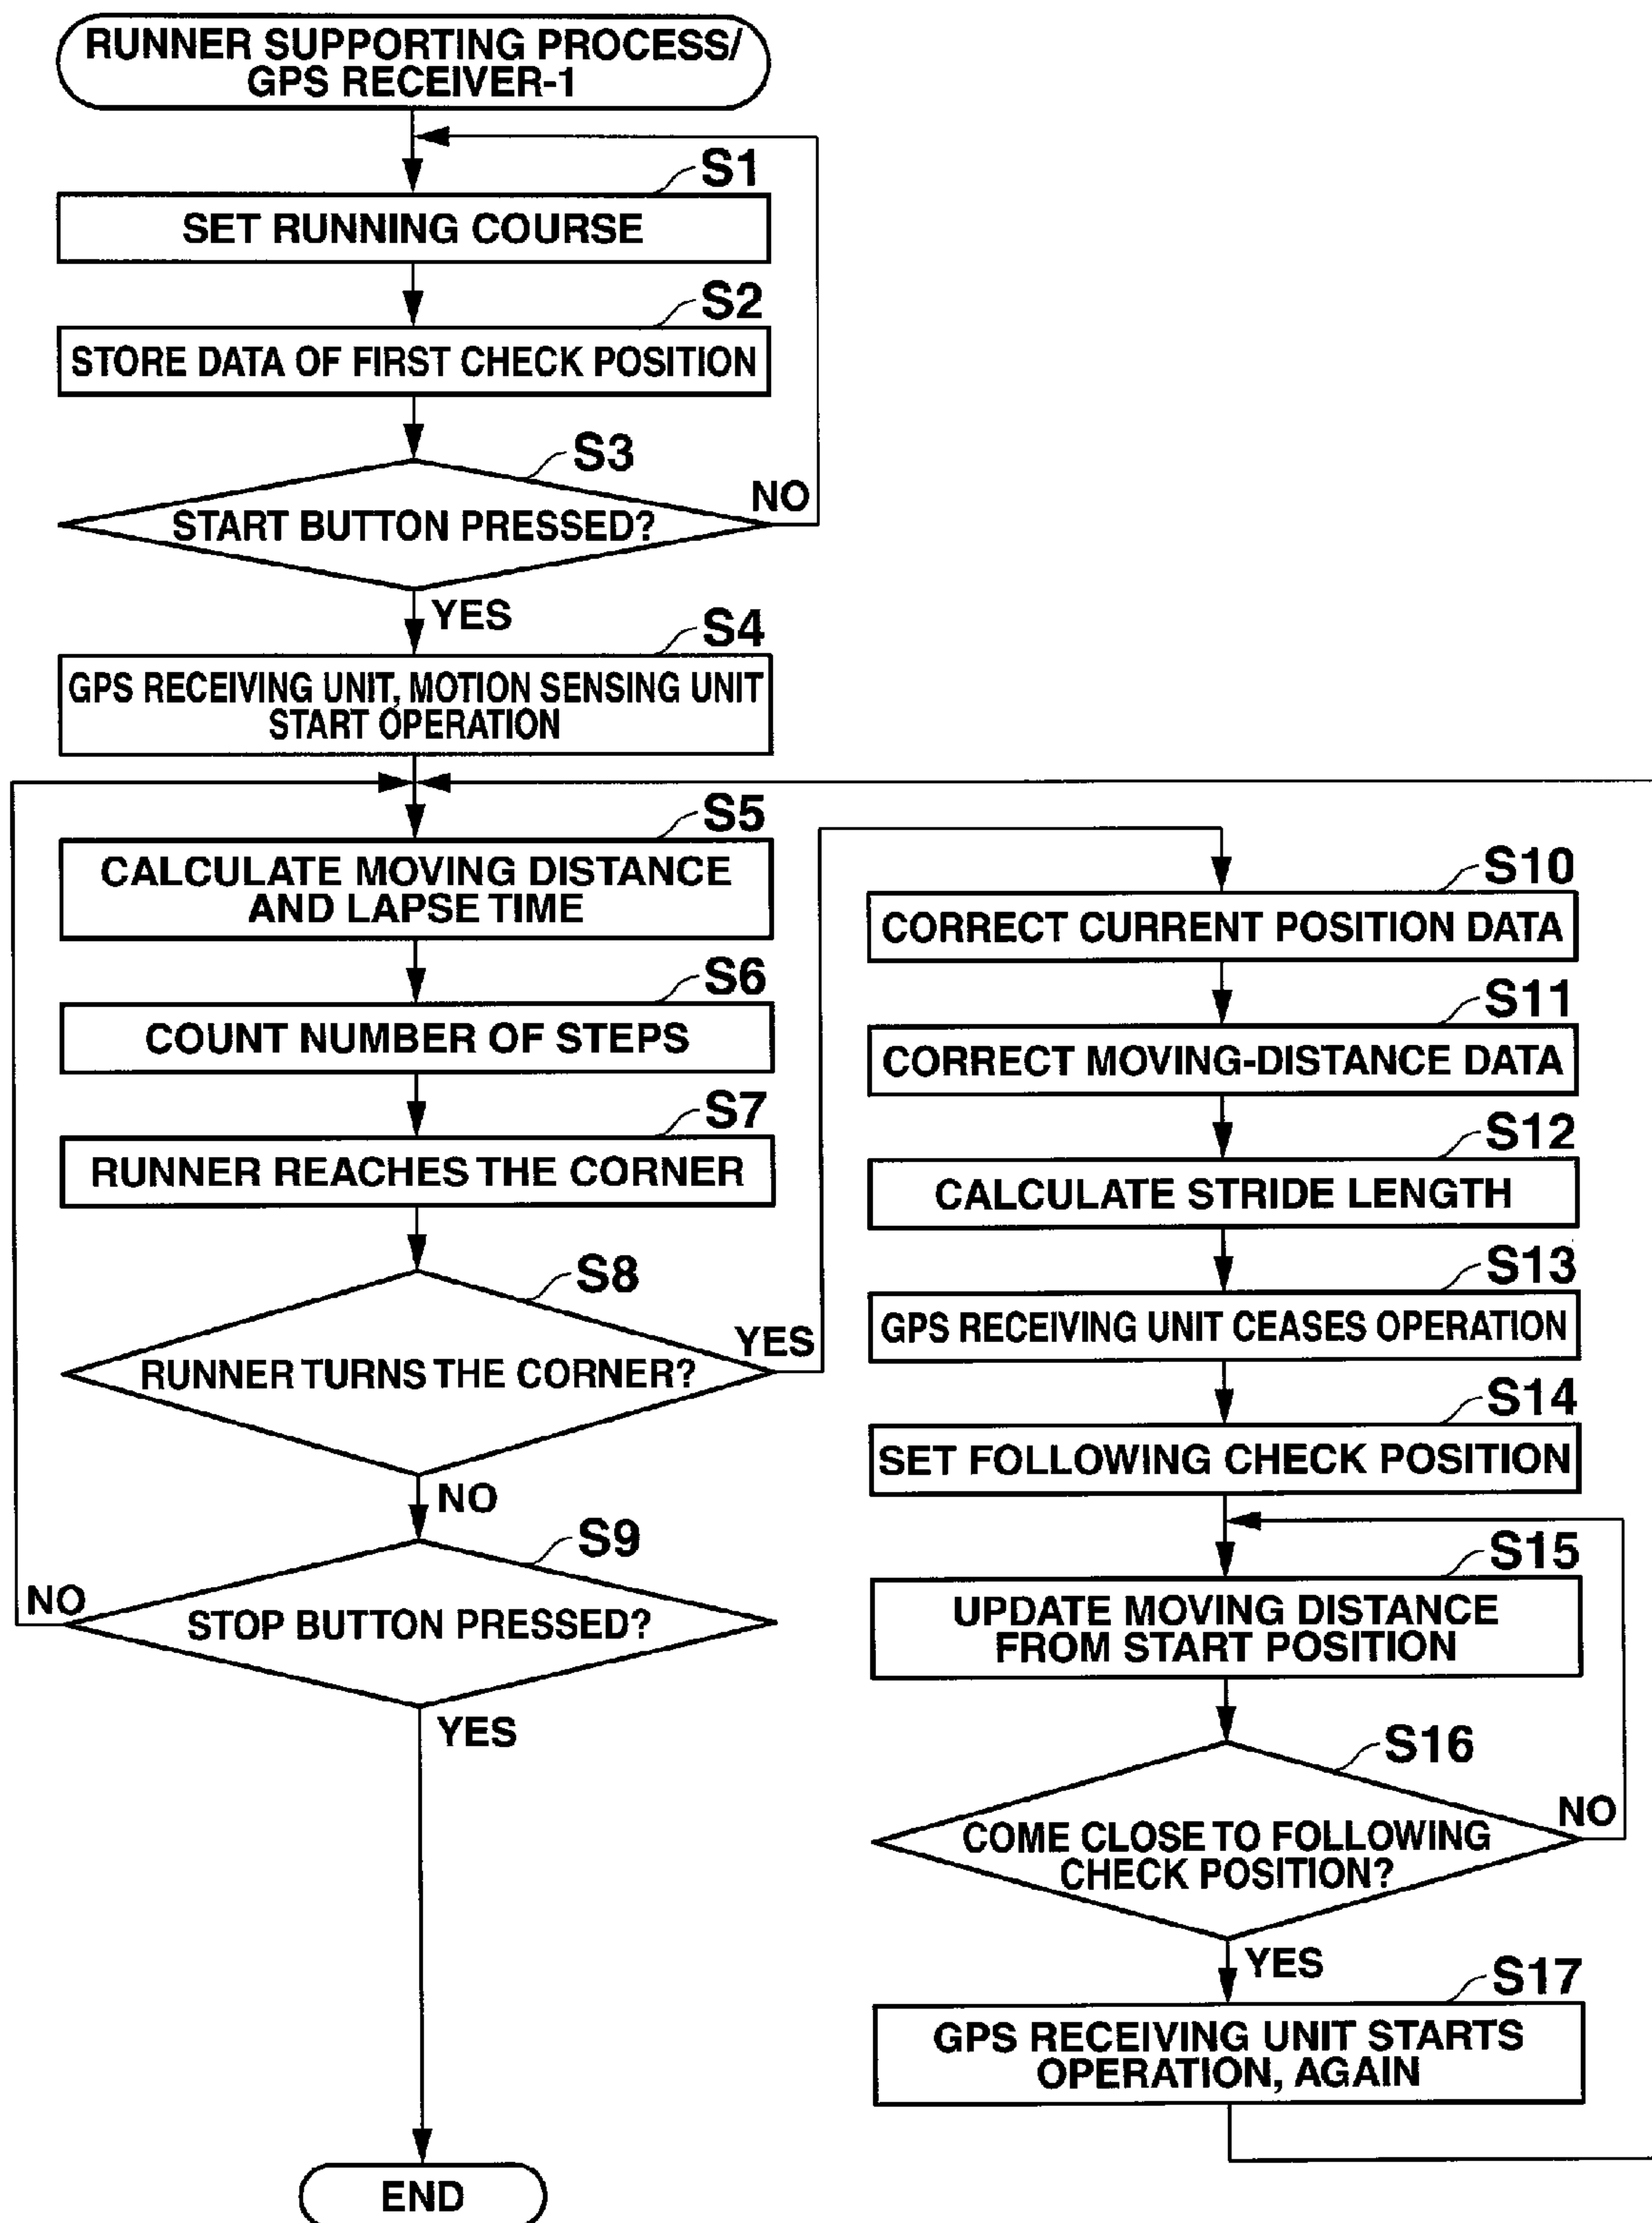 RUNNER SUPPORTING PROCESS/
GPS RECEIVER-1
S1
SET RUNNING COURSE
S2
STORE DATA OF FIRST CHECK POSITION
S3
START BUTTON PRESSED?
NO
YES
S4
GPS RECEIVING UNIT, MOTION SENSING UNIT
START OPERATION
S5
CALCULATE MOVING DISTANCE
AND LAPSE TIME
S6
COUNT NUMBER OF STEPS
S7
RUNNER REACHES THE CORNER
S8
RUNNER TURNS THE CORNER?
YES
NO
S9
STOP BUTTON PRESSED?
NO
YES
END
S10
CORRECT CURRENT POSITION DATA
S11
CORRECT MOVING-DISTANCE DATA
S12
CALCULATE STRIDE LENGTH
S13
GPS RECEIVING UNIT CEASES OPERATION
S14
SET FOLLOWING CHECK POSITION
S15
UPDATE MOVING DISTANCE
FROM START POSITION
S16
COME CLOSE TO FOLLOWING
CHECK POSITION?
NO
YES
S17
GPS RECEIVING UNIT STARTS
OPERATION, AGAIN